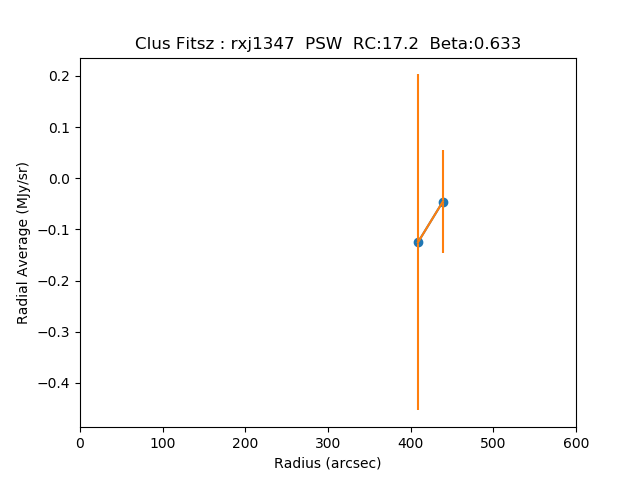 Clus Fitsz : rxj1347  PSW  RC:17.2  Beta:0.633
Radial Average (MJy/sr)
0.2
0.1
0.0
−0.1
−0.2
−0.3
−0.4
0 100 200 300 400 500 600
Radius (arcsec)